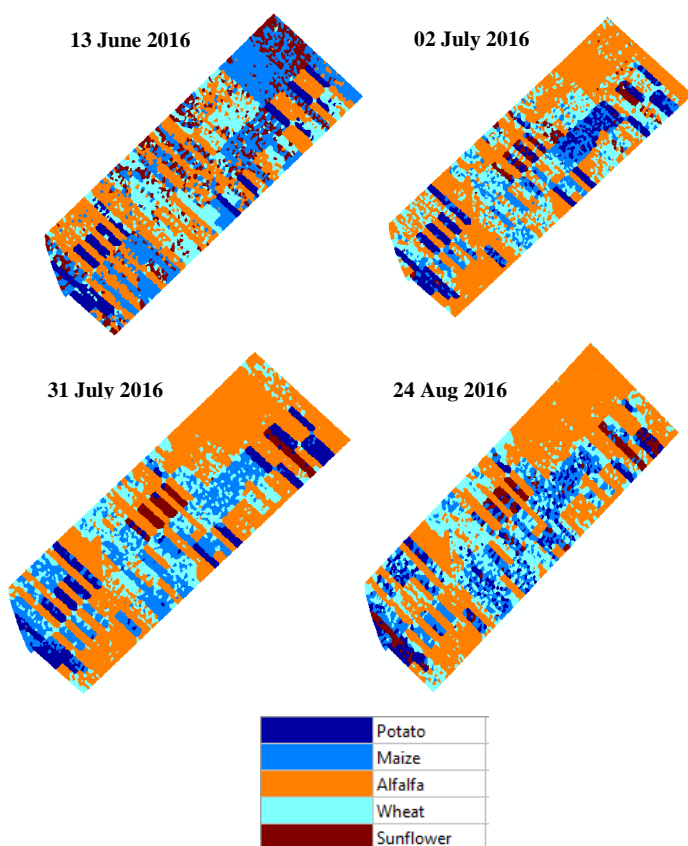 13 June 2016
02 July 2016
31 July 2016
24 Aug 2016
Potato
Maize
Alfalfa
Wheat
Sunflower